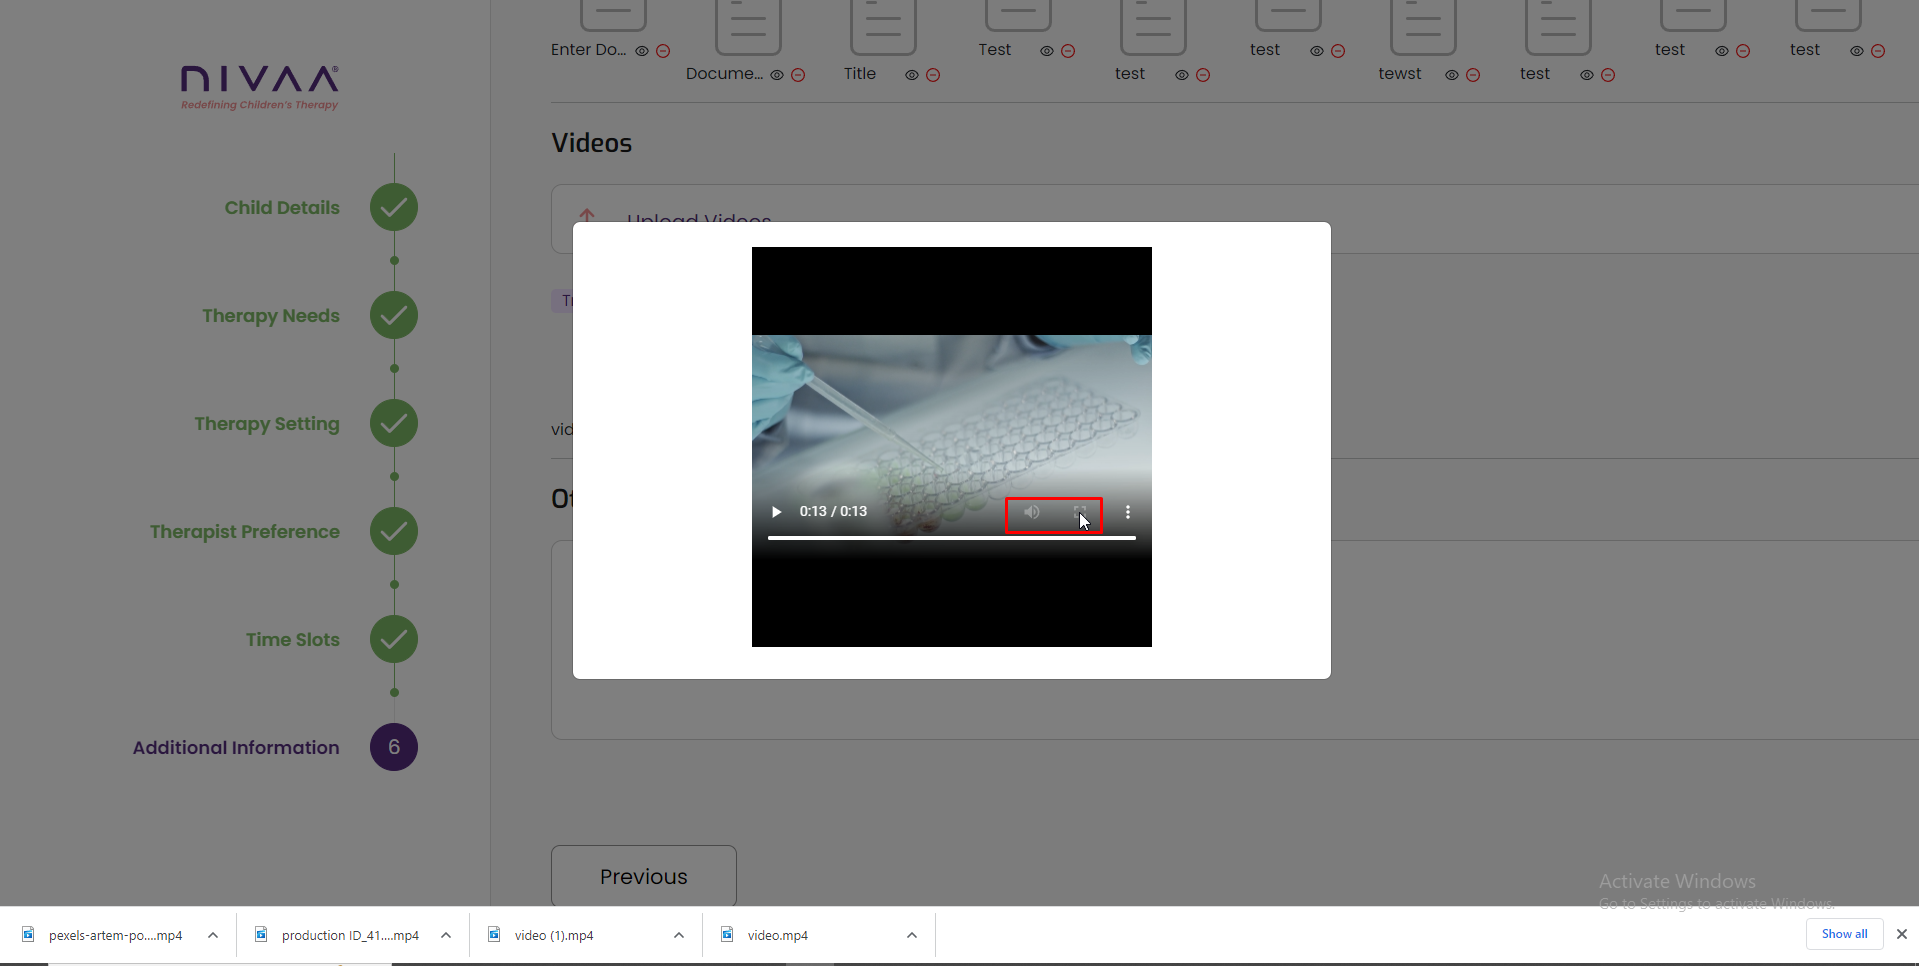 NIVAA®
Redefining Children's Therapy
Child Details
Therapy Needs
Therapy Setting
Therapist Preference
Time Slots
Additional Information
6
Enter Do...
Docume...
Title
Test
test
test
tewst
test
test
test
Videos
Upload Videos
0:13 / 0:13
Previous
Activate Windows
Go to Settings to activate Windows.
pexels-artem-po....mp4
production ID_41....mp4
video (1).mp4
video.mp4
Show all